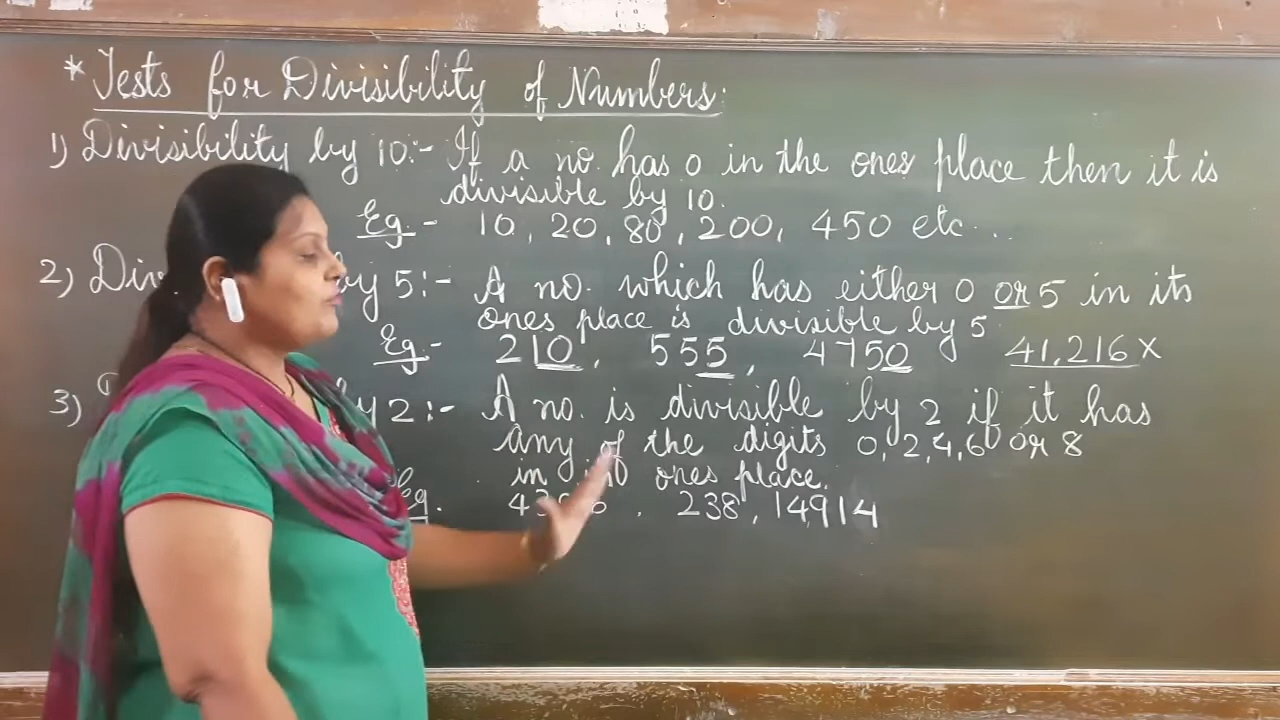 * Tests for Divisibility of Numbers:
1) Divisibility by 10:- If a no. has 0 in the ones place then it is
divisible by 10.
Eg.- 10, 20, 80, 200, 450 etc...
2) by 5:- A no. which has either 0 or 5 in its
ones place is divisible by 5
Eg.- 210, 555, 4750 41,216 x
3) 2:- A no. is divisible by 2 if it has
any of the digits 0, 2, 4, 6 or 8
in ones place.
Eg. 238, 14914